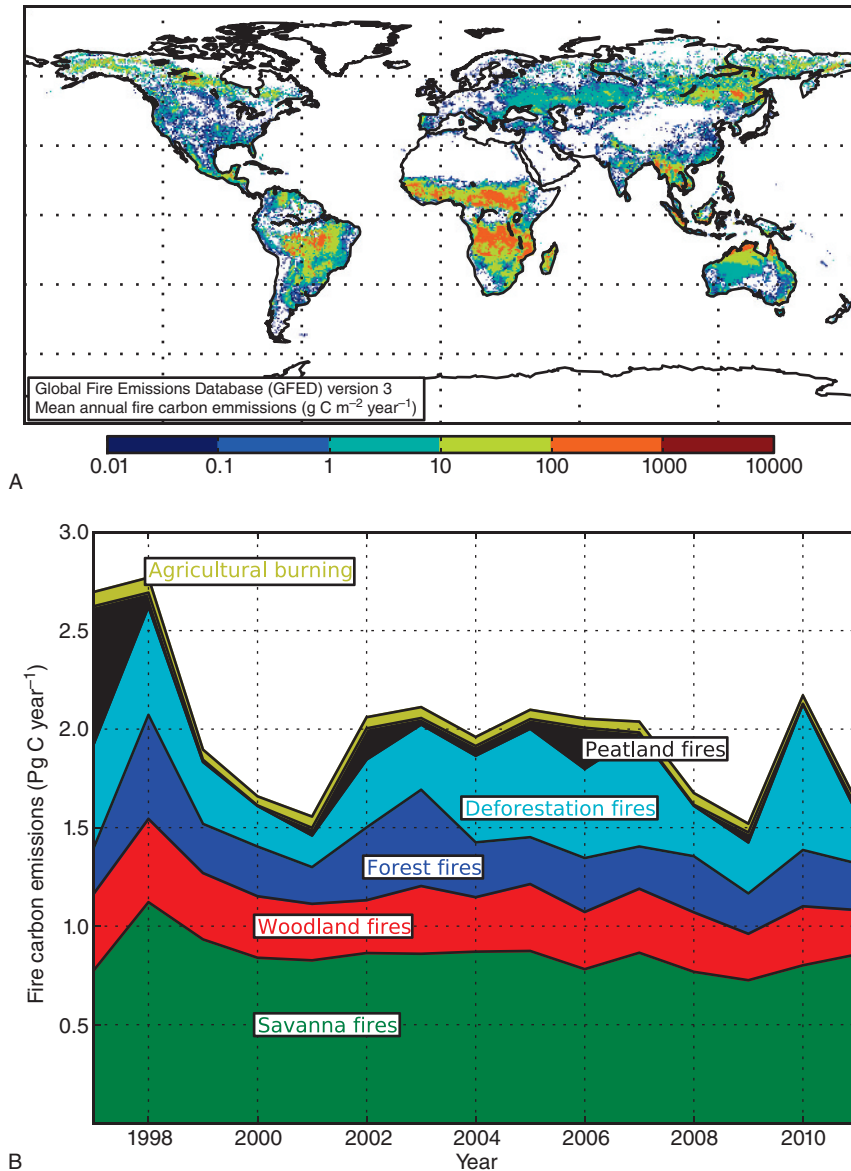 Global Fire Emissions Database (GFED) version 3
Mean annual fire carbon emmissions (g C m⁻² year⁻¹)
0.01 0.1 1 10 100 1000 10000
A
3.0
2.5
2.0
1.5
1.0
0.5
Fire carbon emissions (Pg C year⁻¹)
Agricultural burning
Peatland fires
Deforestation fires
Forest fires
Woodland fires
Savanna fires
1998 2000 2002 2004 2006 2008 2010
Year
B